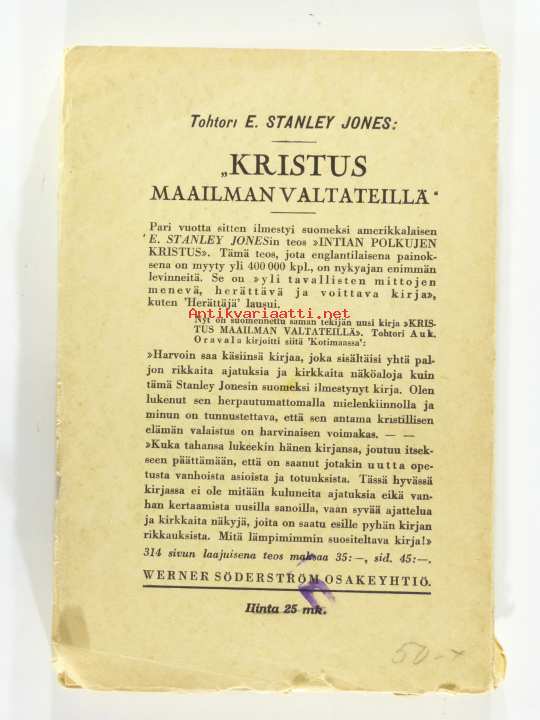 Tohtori E. STANLEY JONES:
„KRISTUS
MAAILMAN VALTATEILLÄ“
Pari vuotta sitten ilmestyi suomeksi amerikkalaisen
E. STANLEY JONESin teos »INTIAN POLKUJEN
KRISTUS». Tämä teos, jota englantilaisena painok-
sena on myyty yli 400 000 kpl., on nykyajan enimmän
levinneitä. Se on »yli tavallisten mittojen
menevä, herättävä ja voittava kirja»,
kuten 'Herättäjä' lausui.
Antikvariaatti.net
Nyt on suomennettu saman tekijän uusi kirja »KRIS-
TUS MAAILMAN VALTATEILLÄ». Tohtori Auk.
Oravala kirjoitti siitä 'Kotimaassa':
»Harvoin saa käsiinsä kirjaa, joka sisältäisi yhtä pal-
jon rikkaita ajatuksia ja kirkkaita näköaloja kuin
tämä Stanley Jonesin suomeksi ilmestynyt kirja. Olen
lukenut sen herpautumattomalla mielenkiinnolla ja
minun on tunnustettava, että sen antama kristillisen
elämän valaistus on harvinaisen voimakas. — —
»Kuka tahansa lukeekin hänen kirjansa, joutuu itsek-
seen päättämään, että on saanut jotakin uutta ope-
tusta vanhoista asioista ja totuuksista. Tässä hyvässä
kirjassa ei ole mitään kuluneita ajatuksia eikä van-
han kertaamista uusilla sanoilla, vaan syvää ajattelua
ja kirkkaita näkyjä, joita on saatu esille pyhän kirjan
rikkauksista. Mitä lämpimimmin suositeltava kirja!»
314 sivun laajuisena teos maksaa 35:—, sid. 45:—.
WERNER SÖDERSTRÖM OSAKEYHTIÖ.
Hinta 25 mk.
50-